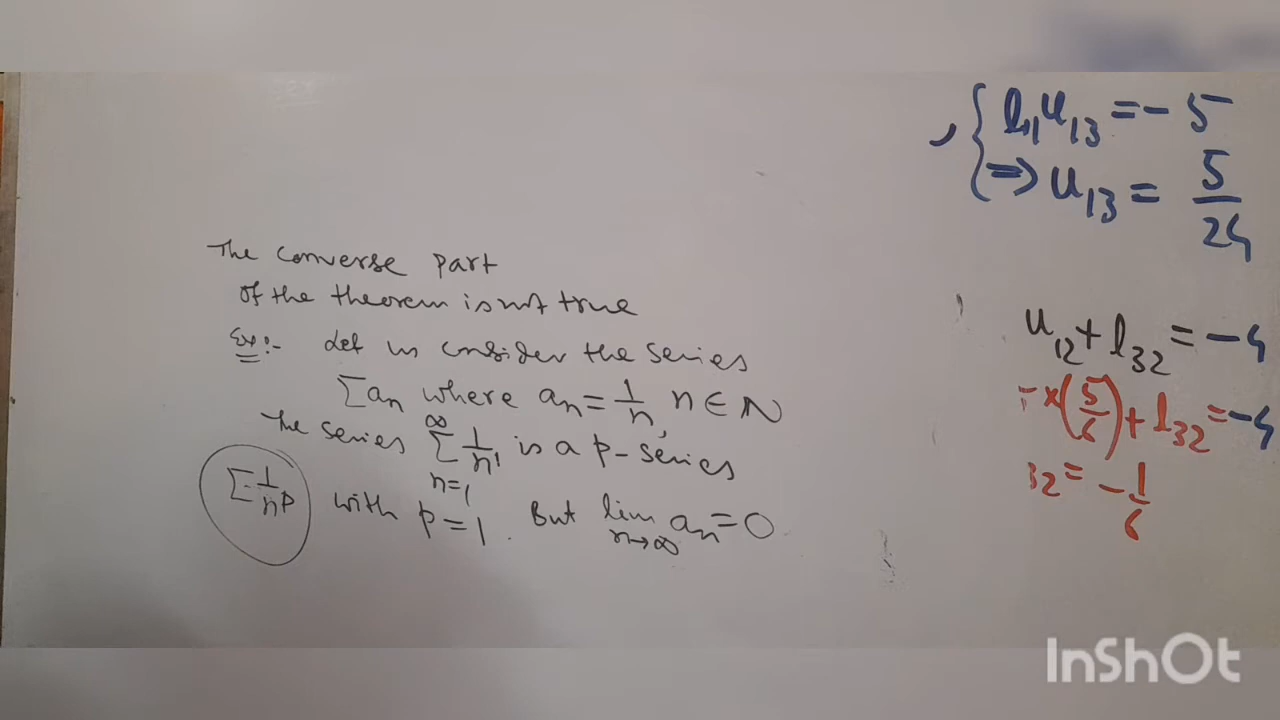 The converse part
of the theorem is not true
Ex:- Let us consider the series
∑aₙ where aₙ = 1/n, n ∈ N
The series ∑_{n=1}^{∞} 1/n¹ is a p-series
∑ 1/n^p with p = 1. But lim_{n→∞} aₙ = 0
, { l₁₁u₁₃ = - 5
⇒ u₁₃ = 5/24
u₁₂ + l₃₂ = -4
×(5/6) + l₃₂ = -4
32 = - 1/6
InShOt